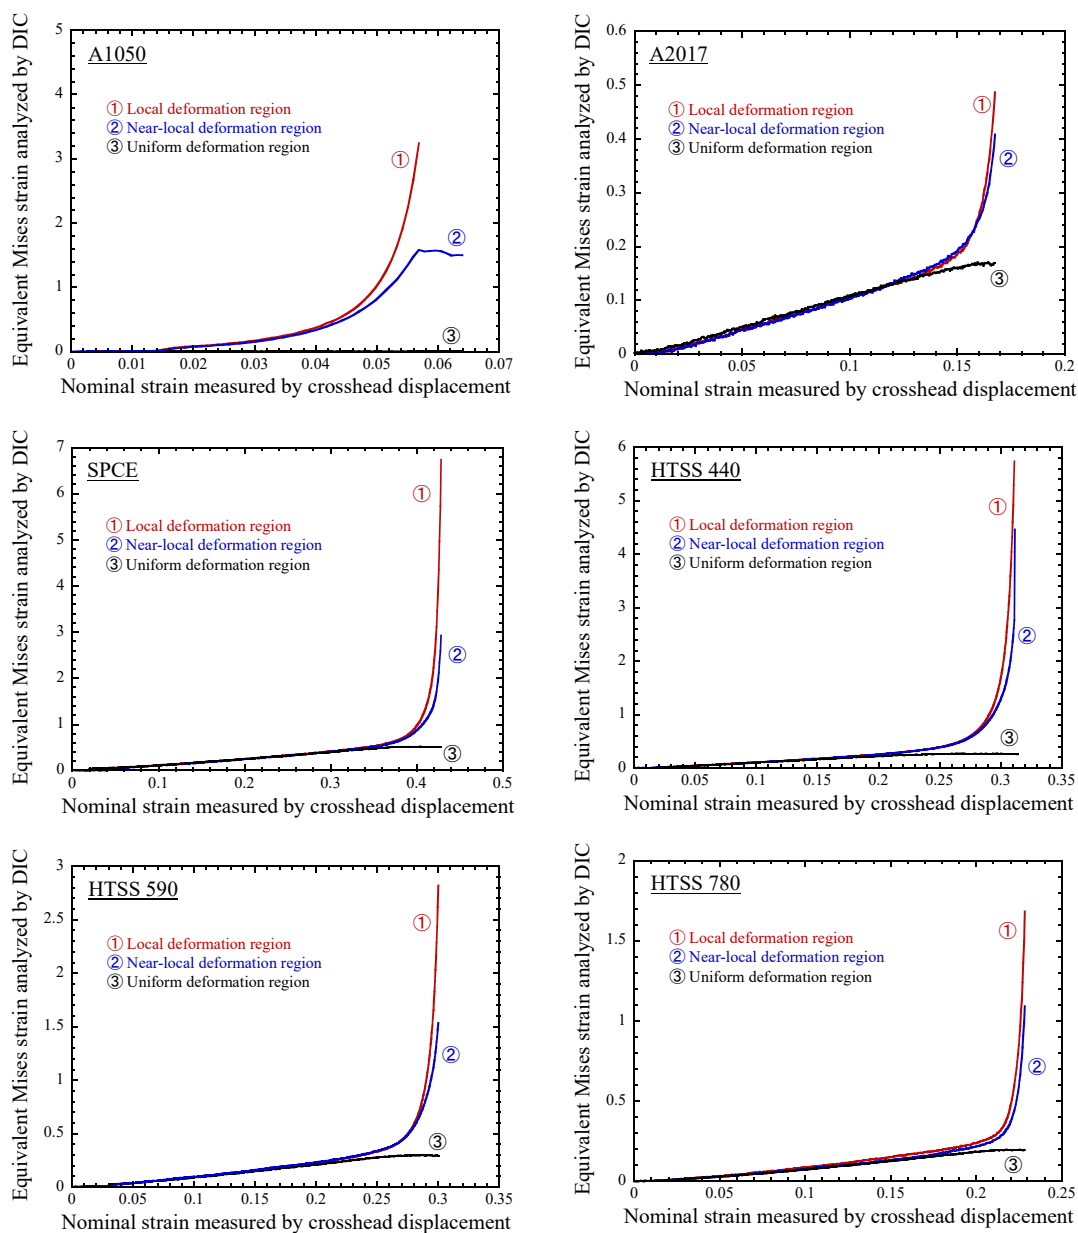 A1050
① Local deformation region
② Near-local deformation region
③ Uniform deformation region
①
②
③
5
4
3
2
1
0
0 0.01 0.02 0.03 0.04 0.05 0.06 0.07
Equivalent Mises strain analyzed by DIC
Nominal strain measured by crosshead displacement
A2017
① Local deformation region
② Near-local deformation region
③ Uniform deformation region
①
②
③
0.6
0.5
0.4
0.3
0.2
0.1
0
0 0.05 0.1 0.15 0.2
Equivalent Mises strain analyzed by DIC
Nominal strain measured by crosshead displacement
SPCE
① Local deformation region
② Near-local deformation region
③ Uniform deformation region
①
②
③
7
6
5
4
3
2
1
0
0 0.1 0.2 0.3 0.4 0.5
Equivalent Mises strain analyzed by DIC
Nominal strain measured by crosshead displacement
HTSS 440
① Local deformation region
② Near-local deformation region
③ Uniform deformation region
①
②
③
6
5
4
3
2
1
0
0 0.05 0.1 0.15 0.2 0.25 0.3 0.35
Equivalent Mises strain analyzed by DIC
Nominal strain measured by crosshead displacement
HTSS 590
① Local deformation region
② Near-local deformation region
③ Uniform deformation region
①
②
③
3
2.5
2
1.5
1
0.5
0
0 0.05 0.1 0.15 0.2 0.25 0.3 0.35
Equivalent Mises strain analyzed by DIC
Nominal strain measured by crosshead displacement
HTSS 780
① Local deformation region
② Near-local deformation region
③ Uniform deformation region
①
②
③
2
1.5
1
0.5
0
0 0.05 0.1 0.15 0.2 0.25
Equivalent Mises strain analyzed by DIC
Nominal strain measured by crosshead displacement